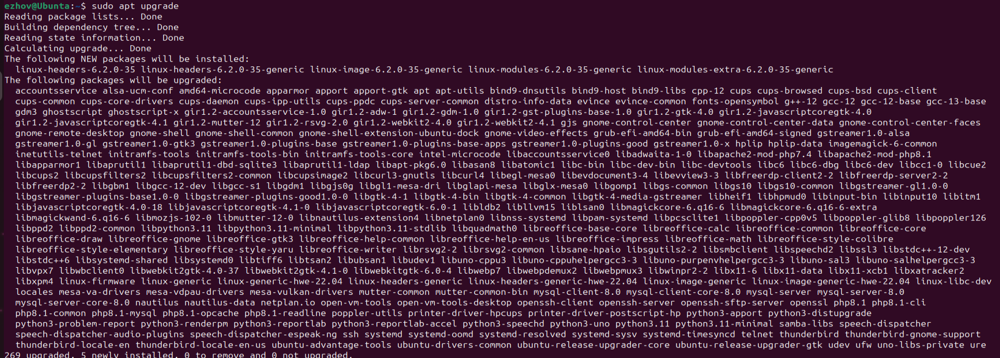 ezhov@Ubunta:~$ sudo apt upgrade
Reading package lists... Done
Building dependency tree... Done
Reading state information... Done
Calculating upgrade... Done
The following NEW packages will be installed:
linux-headers-6.2.0-35 linux-headers-6.2.0-35-generic linux-image-6.2.0-35-generic linux-modules-6.2.0-35-generic linux-modules-extra-6.2.0-35-generic
The following packages will be upgraded:
accountsservice alsa-ucm-conf amd64-microcode apparmor apport apport-gtk apt apt-utils bind9-dnsutils bind9-host bind9-libs cpp-12 cups cups-browsed cups-bsd cups-client
cups-common cups-core-drivers cups-daemon cups-ipp-utils cups-ppdc cups-server-common distro-info-data evince evince-common fonts-opensymbol g++-12 gcc-12 gcc-12-base gcc-13-base
gdm3 ghostscript ghostscript-x gir1.2-accountsservice-1.0 gir1.2-adw-1 gir1.2-gdm-1.0 gir1.2-gst-plugins-base-1.0 gir1.2-gtk-4.0 gir1.2-javascriptcoregtk-4.0
gir1.2-javascriptcoregtk-4.1 gir1.2-mutter-12 gir1.2-rsvg-2.0 gir1.2-webkit2-4.0 gir1.2-webkit2-4.1 gjs gnome-control-center gnome-control-center-data gnome-control-center-faces
gnome-remote-desktop gnome-shell gnome-shell-common gnome-shell-extension-ubuntu-dock gnome-video-effects grub-efi-amd64-bin grub-efi-amd64-signed gstreamer1.0-alsa
gstreamer1.0-gl gstreamer1.0-gtk3 gstreamer1.0-plugins-base gstreamer1.0-plugins-base-apps gstreamer1.0-plugins-good gstreamer1.0-x hplip hplip-data imagemagick-6-common
inetutils-telnet initramfs-tools initramfs-tools-bin initramfs-tools-core intel-microcode libaccountsservice0 libadwaita-1-0 libapache2-mod-php7.4 libapache2-mod-php8.1
libapparmor1 libaprutil1 libaprutil1-dbd-sqlite3 libaprutil1-ldap libapt-pkg6.0 libasan8 libatomic1 libc-bin libc-dev-bin libc-devtools libc6 libc6-dbg libc6-dev libcc1-0 libcue2
libcups2 libcupsfilters2 libcupsfilters2-common libcupsimage2 libcurl3-gnutls libcurl4 libegl-mesa0 libevdocument3-4 libevview3-3 libfreerdp-client2-2 libfreerdp-server2-2
libfreerdp2-2 libgbm1 libgcc-12-dev libgcc-s1 libgdm1 libgjs0g libgl1-mesa-dri libglapi-mesa libglx-mesa0 libgomp1 libgs-common libgs10 libgs10-common libgstreamer-gl1.0-0
libgstreamer-plugins-base1.0-0 libgstreamer-plugins-good1.0-0 libgtk-4-1 libgtk-4-bin libgtk-4-common libgtk-4-media-gstreamer libheif1 libhpmud0 libinput-bin libinput10 libitm1
libjavascriptcoregtk-4.0-18 libjavascriptcoregtk-4.1-0 libjavascriptcoregtk-6.0-1 libldb2 libllvm15 liblsan0 libmagickcore-6.q16-6 libmagickcore-6.q16-6-extra
libmagickwand-6.q16-6 libmozjs-102-0 libmutter-12-0 libnautilus-extension4 libnetplan0 libnss-systemd libpam-systemd libpcsclite1 libpoppler-cpp0v5 libpoppler-glib8 libpoppler126
libppd2 libppd2-common libpython3.11 libpython3.11-minimal libpython3.11-stdlib libquadmath0 libreoffice-base-core libreoffice-calc libreoffice-common libreoffice-core
libreoffice-draw libreoffice-gnome libreoffice-gtk3 libreoffice-help-common libreoffice-help-en-us libreoffice-impress libreoffice-math libreoffice-style-colibre
libreoffice-style-elementary libreoffice-style-yaru libreoffice-writer librsvg2-2 librsvg2-common libsane-hpaio libsgutils2-2 libsmbclient libspeechd2 libssl3 libstdc++-12-dev
libstdc++6 libsystemd-shared libsystemd0 libtiff6 libtsan2 libubsan1 libudev1 libuno-cppu3 libuno-cppuhelpergcc3-3 libuno-purpenvhelpergcc3-3 libuno-sal3 libuno-salhelpergcc3-3
libvpx7 libwbclient0 libwebkit2gtk-4.0-37 libwebkit2gtk-4.1-0 libwebkitgtk-6.0-4 libwebp7 libwebpdemux2 libwebpmux3 libwinpr2-2 libx11-6 libx11-data libx11-xcb1 libxatracker2
libxpm4 linux-firmware linux-generic linux-generic-hwe-22.04 linux-headers-generic linux-headers-generic-hwe-22.04 linux-image-generic linux-image-generic-hwe-22.04 linux-libc-dev
locales mesa-va-drivers mesa-vdpau-drivers mesa-vulkan-drivers mutter-common mutter-common-bin mysql-client-8.0 mysql-client-core-8.0 mysql-server mysql-server-8.0
mysql-server-core-8.0 nautilus nautilus-data netplan.io open-vm-tools open-vm-tools-desktop openssh-client openssh-server openssh-sftp-server openssl php8.1 php8.1-cli
php8.1-common php8.1-mysql php8.1-opcache php8.1-readline poppler-utils printer-driver-hpcups printer-driver-postscript-hp python3-apport python3-distupgrade
python3-problem-report python3-renderpm python3-reportlab python3-reportlab-accel python3-speechd python3-uno python3.11 python3.11-minimal samba-libs speech-dispatcher
speech-dispatcher-audio-plugins speech-dispatcher-espeak-ng ssh systemd systemd-oomd systemd-resolved systemd-sysv systemd-timesyncd telnet thunderbird thunderbird-gnome-support
thunderbird-locale-en thunderbird-locale-en-us ubuntu-advantage-tools ubuntu-drivers-common ubuntu-release-upgrader-core ubuntu-release-upgrader-gtk udev ufw uno-libs-private ure
269 upgraded, 5 newly installed, 0 to remove and 0 not upgraded.